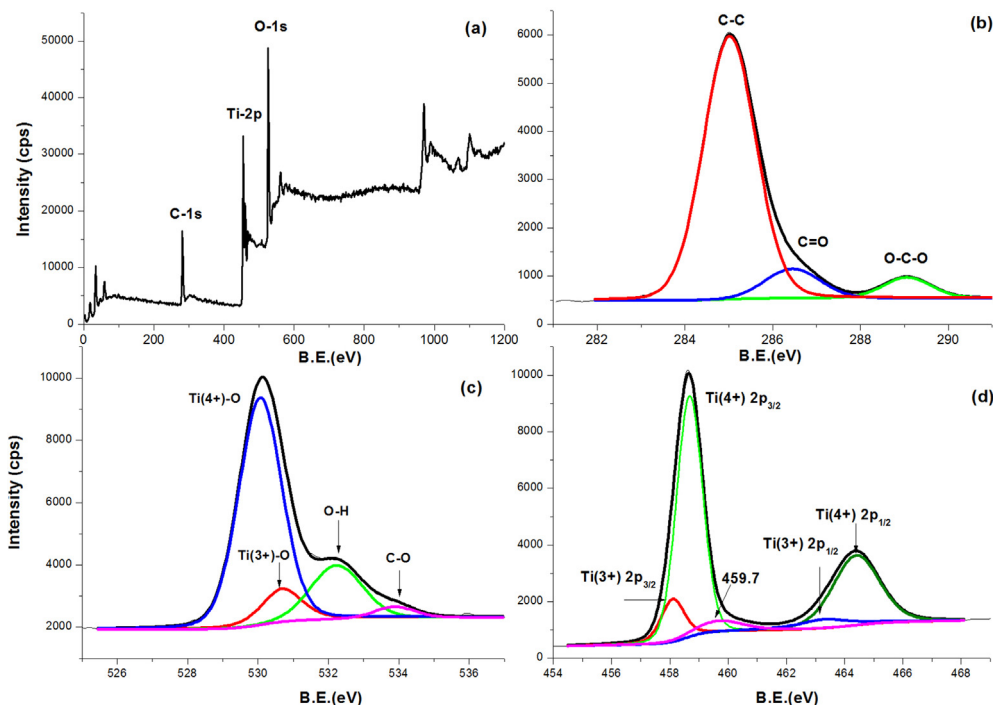 (a)
O-1s
Ti-2p
C-1s
50000
40000
30000
20000
10000
0
Intensity (cps)
0 200 400 600 800 1000 1200
B.E.(eV)
(b)
C-C
C=O
O-C-O
6000
5000
4000
3000
2000
1000
0
282 284 286 288 290
B.E.(eV)
(c)
Ti(4+)-O
O-H
Ti(3+)-O
C-O
10000
8000
6000
4000
2000
Intensity (cps)
526 528 530 532 534 536
B.E.(eV)
(d)
Ti(4+) 2p3/2
Ti(4+) 2p1/2
Ti(3+) 2p1/2
Ti(3+) 2p3/2
459.7
10000
8000
6000
4000
2000
0
454 456 458 460 462 464 466 468
B.E.(eV)